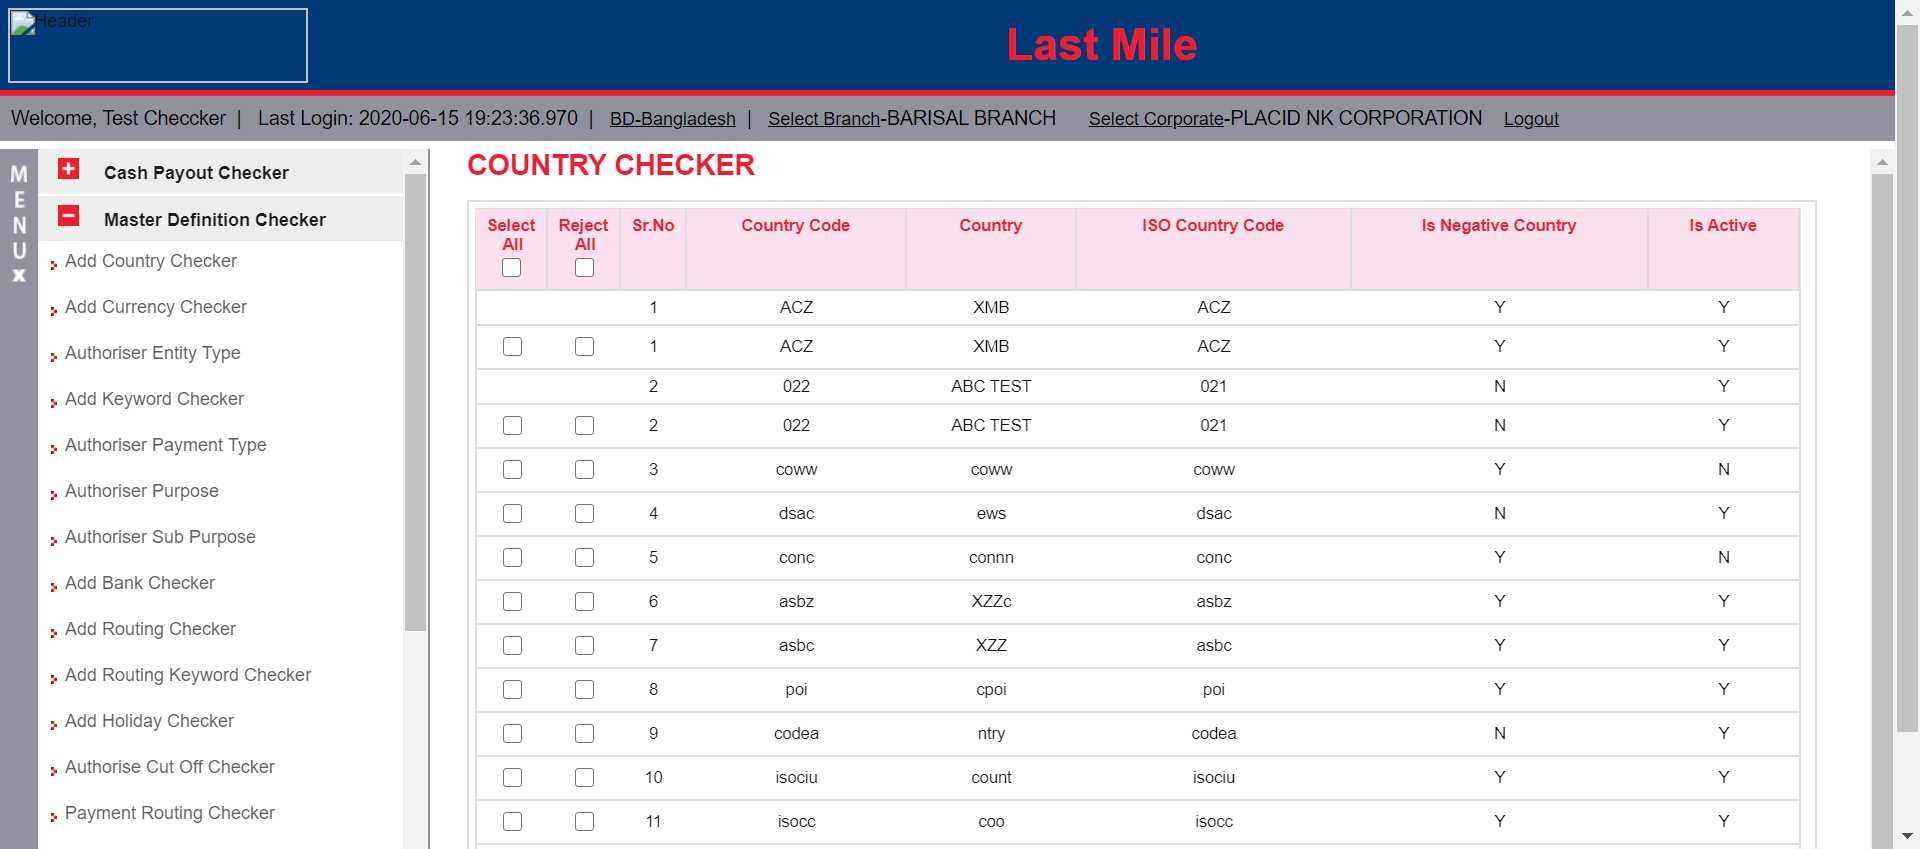 Header
Last Mile
Welcome, Test Checcker | Last Login: 2020-06-15 19:23:36.970 | BD-Bangladesh | Select Branch-BARISAL BRANCH Select Corporate-PLACID NK CORPORATION Logout
MENU X
Cash Payout Checker
Master Definition Checker
Add Country Checker
Add Currency Checker
Authoriser Entity Type
Add Keyword Checker
Authoriser Payment Type
Authoriser Purpose
Authoriser Sub Purpose
Add Bank Checker
Add Routing Checker
Add Routing Keyword Checker
Add Holiday Checker
Authorise Cut Off Checker
Payment Routing Checker
COUNTRY CHECKER
Select All Reject All Sr.No Country Code Country ISO Country Code Is Negative Country Is Active
1 ACZ XMB ACZ Y Y
1 ACZ XMB ACZ Y Y
2 022 ABC TEST 021 N Y
2 022 ABC TEST 021 N Y
3 coww coww coww Y N
4 dsac ews dsac N Y
5 conc connn conc Y N
6 asbz XZZc asbz Y Y
7 asbc XZZ asbc Y Y
8 poi cpoi poi Y Y
9 codea ntry codea N Y
10 isociu count isociu Y Y
11 isocc coo isocc Y Y